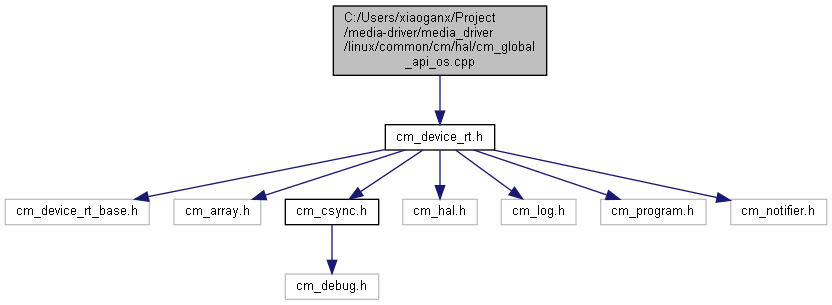 C:/Users/xiaoganx/Project
/media-driver/media_driver
/linux/common/cm/hal/cm_global
_api_os.cpp
cm_device_rt.h
cm_device_rt_base.h
cm_array.h
cm_csync.h
cm_hal.h
cm_log.h
cm_program.h
cm_notifier.h
cm_debug.h